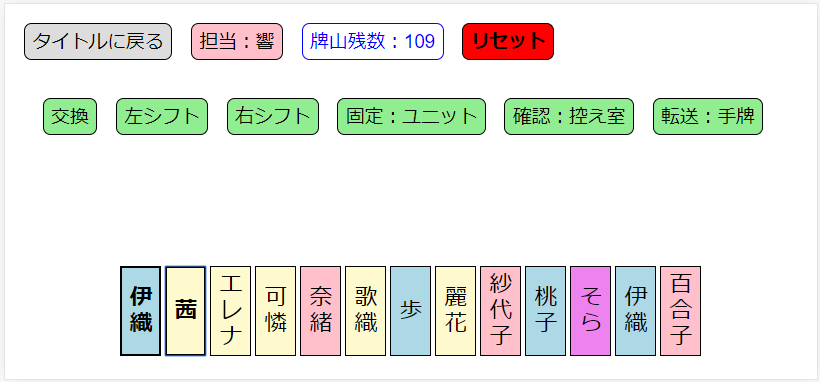 タイトルに戻る 担当：響 牌山残数：109 リセット
交換 左シフト 右シフト 固定：ユニット 確認：控え室 転送：手牌
伊織 茜 エレナ 可憐 奈緒 歌織 歩 麗花 紗代子 桃子 そら 伊織 百合子